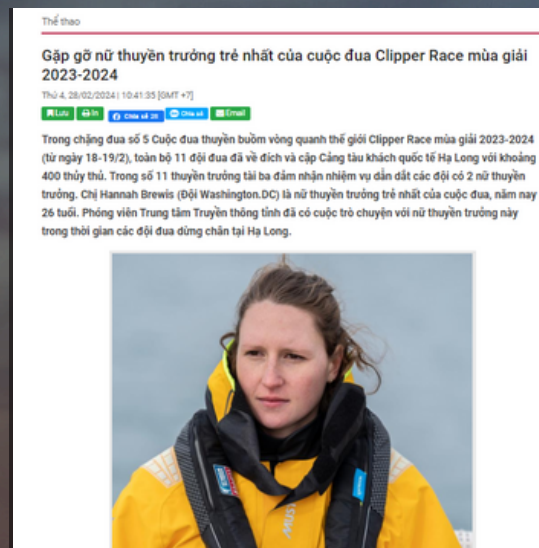 Thể thao
Gặp gỡ nữ thuyền trưởng trẻ nhất của cuộc đua Clipper Race mùa giải
2023-2024
Thứ 4, 28/02/2024 | 10:41:35 [GMT +7]
Lưu In Chia sẻ 20 Chia sẻ Email
Trong chặng đua số 5 Cuộc đua thuyền buồm vòng quanh thế giới Clipper Race mùa giải 2023-2024
(từ ngày 18-19/2), toàn bộ 11 đội đua đã về đích và cập Cảng tàu khách quốc tế Hạ Long với khoảng
400 thủy thủ. Trong số 11 thuyền trưởng tài ba đảm nhận nhiệm vụ dẫn dắt các đội có 2 nữ thuyền
trưởng. Chị Hannah Brewis (Đội Washington.DC) là nữ thuyền trưởng trẻ nhất của cuộc đua, năm nay
26 tuổi. Phóng viên Trung tâm Truyền thông tỉnh đã có cuộc trò chuyện với nữ thuyền trưởng này
trong thời gian các đội đua dừng chân tại Hạ Long.
MUST